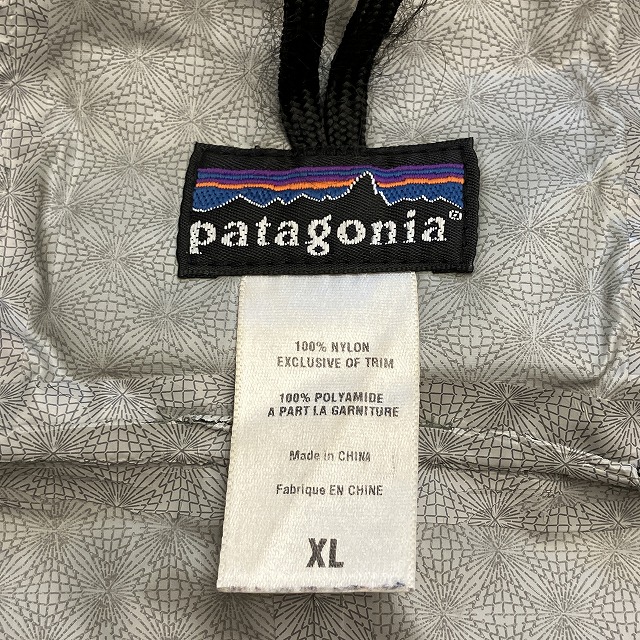 patagonia®
100% NYLON
EXCLUSIVE OF TRIM
100% POLYAMIDE
A PART LA GARNITURE
Made in CHINA
Fabrique EN CHINE
XL